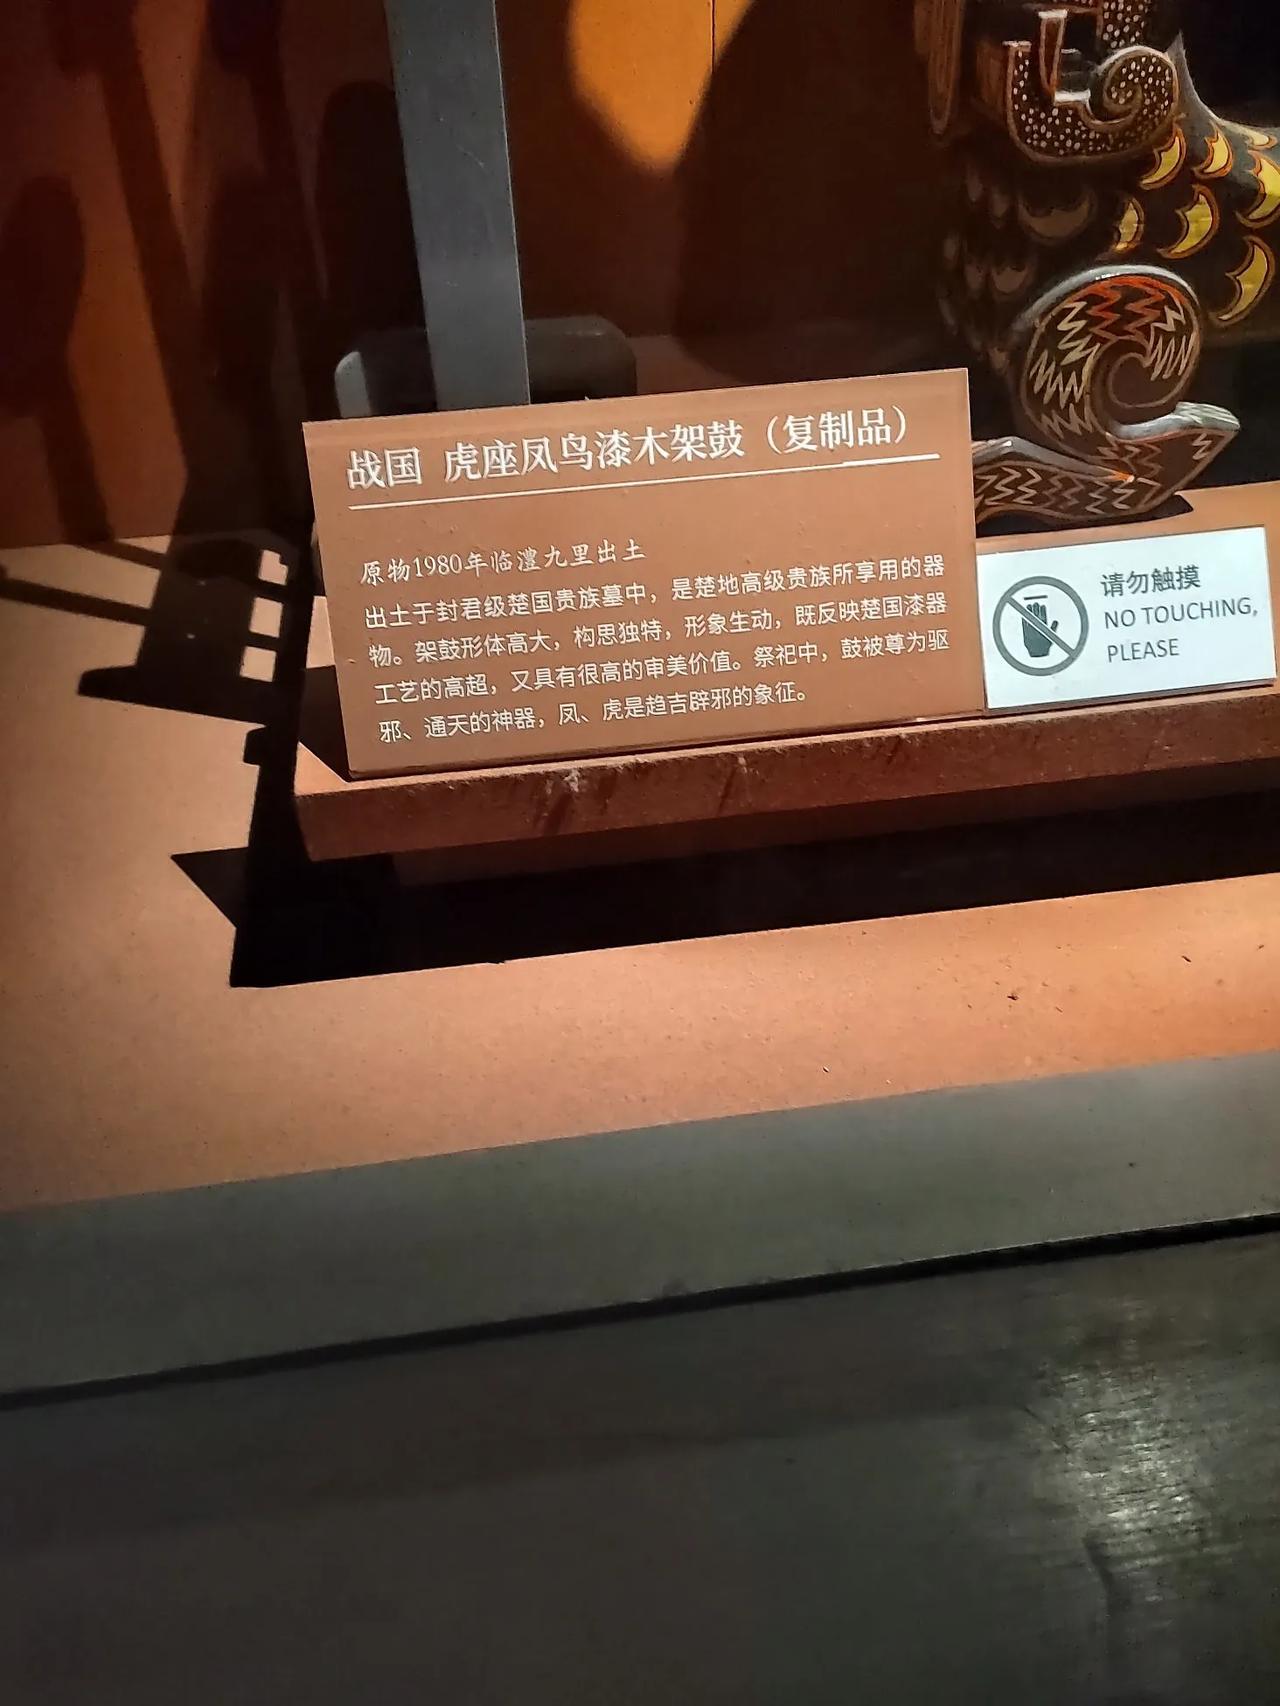 战国 虎座凤鸟漆木架鼓（复制品）
原物1980年临澧九里出土
出土于封君级楚国贵族墓中，是楚地高级贵族所享用的器
物。架鼓形体高大，构思独特，形象生动，既反映楚国漆器
工艺的高超，又具有很高的审美价值。祭祀中，鼓被尊为驱
邪、通天的神器，凤、虎是趋吉辟邪的象征。
请勿触摸
NO TOUCHING,
PLEASE